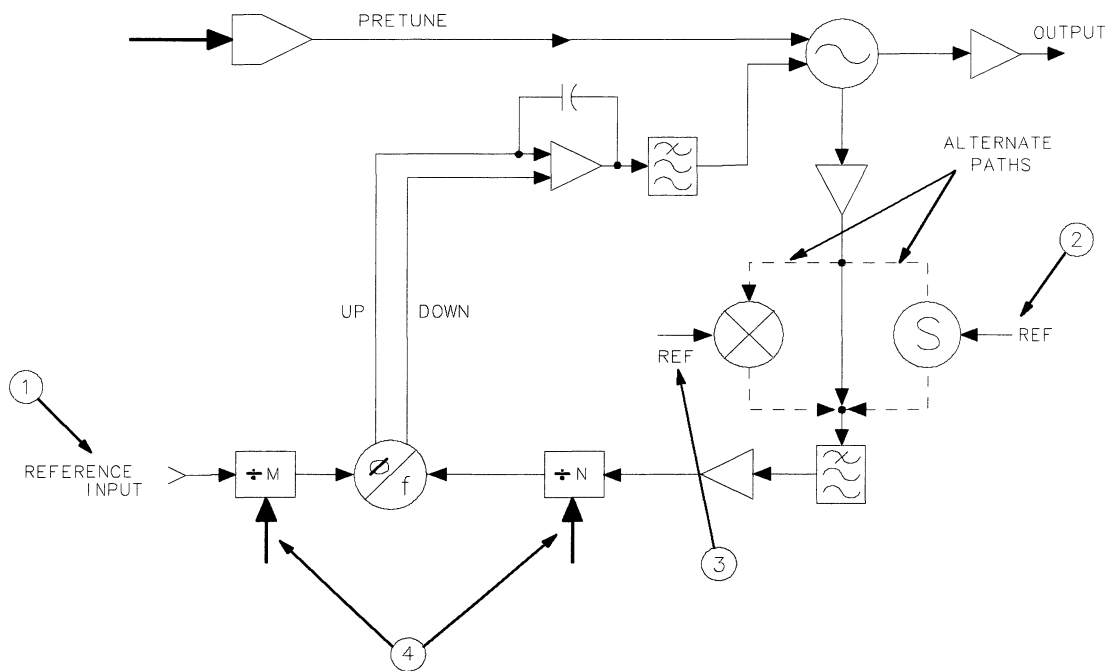 PRETUNE
OUTPUT
ALTERNATE
PATHS
2
UP
DOWN
S
REF
REF
1
REFERENCE
INPUT
÷ M
ø
f
÷ N
3
4